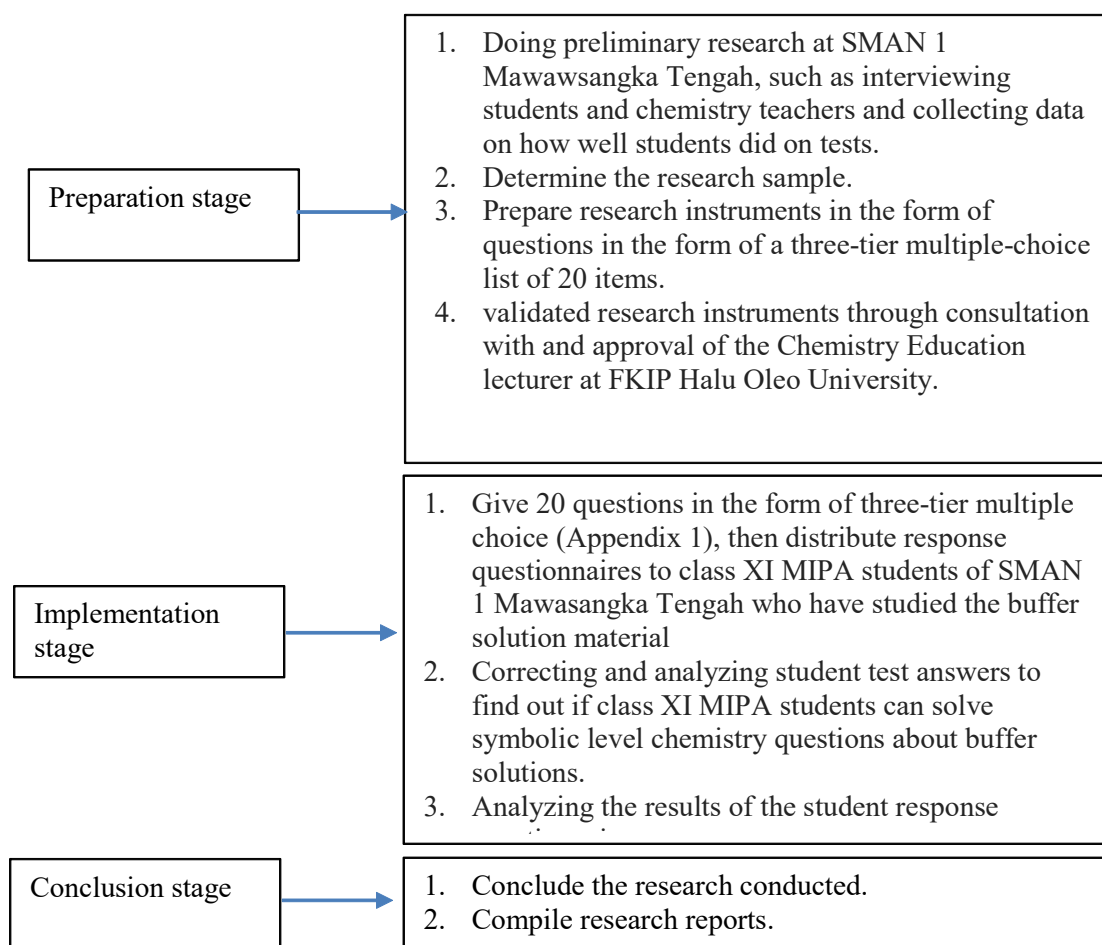 Preparation stage
1. Doing preliminary research at SMAN 1
Mawawsangka Tengah, such as interviewing
students and chemistry teachers and collecting data
on how well students did on tests.
2. Determine the research sample.
3. Prepare research instruments in the form of
questions in the form of a three-tier multiple-choice
list of 20 items.
4. validated research instruments through consultation
with and approval of the Chemistry Education
lecturer at FKIP Halu Oleo University.
Implementation
stage
1. Give 20 questions in the form of three-tier multiple
choice (Appendix 1), then distribute response
questionnaires to class XI MIPA students of SMAN
1 Mawasangka Tengah who have studied the buffer
solution material
2. Correcting and analyzing student test answers to
find out if class XI MIPA students can solve
symbolic level chemistry questions about buffer
solutions.
3. Analyzing the results of the student response
Conclusion stage
1. Conclude the research conducted.
2. Compile research reports.